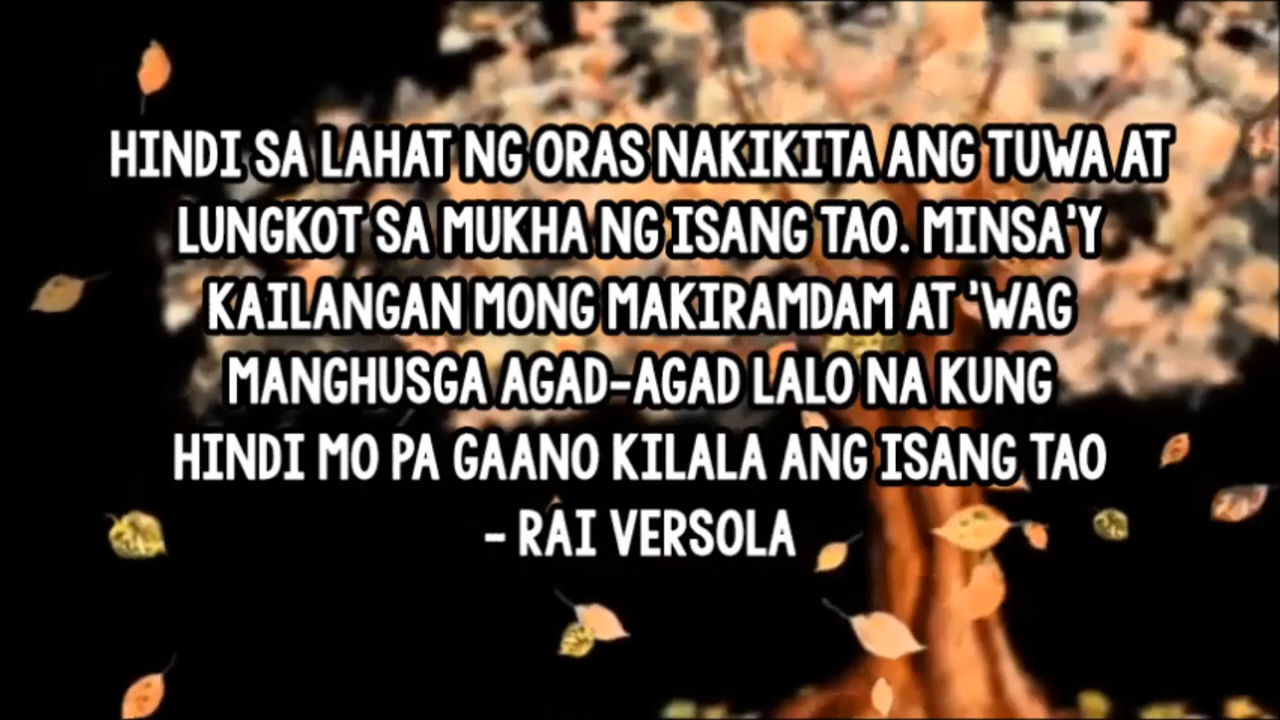 HINDI SA LAHAT NG ORAS NAKIKITA ANG TUWA AT
LUNGKOT SA MUKHA NG ISANG TAO. MINSA'Y
KAILANGAN MONG MAKIRAMDAM AT 'WAG
MANGHUSGA AGAD-AGAD LALO NA KUNG
HINDI MO PA GAANO KILALA ANG ISANG TAO
- RAI VERSOLA